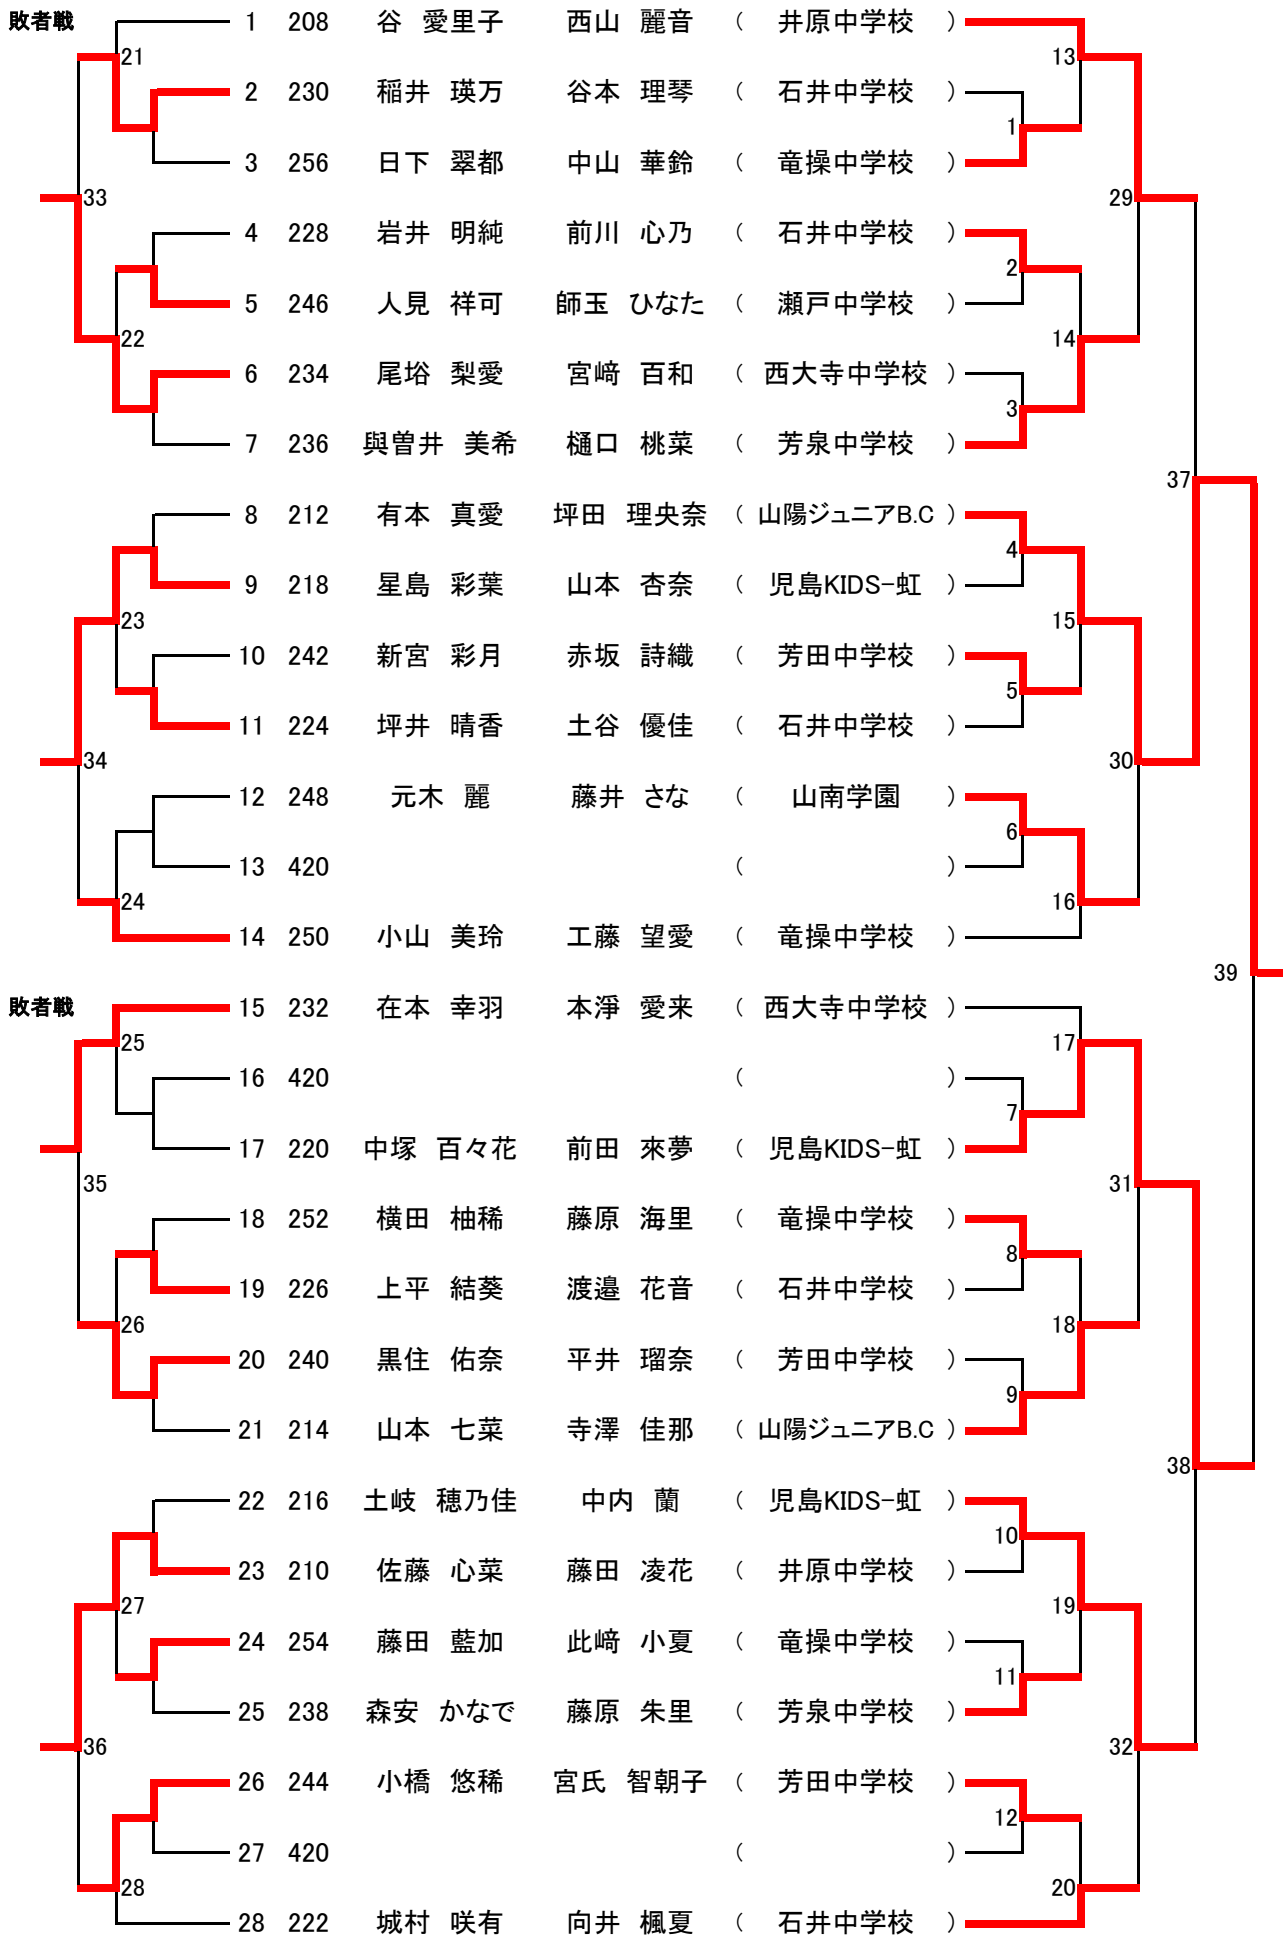 敗者戦 1 208 谷 愛里子 西山 麗音 ( 井原中学校 )
21 13
2 230 稲井 瑛万 谷本 理琴 ( 石井中学校 )
1
3 256 日下 翠都 中山 華鈴 ( 竜操中学校 )
33 29
4 228 岩井 明純 前川 心乃 ( 石井中学校 )
2
5 246 人見 祥可 師玉 ひなた ( 瀬戸中学校 )
22 14
6 234 尾㟢 梨愛 宮﨑 百和 ( 西大寺中学校 )
3
7 236 與曽井 美希 樋口 桃菜 ( 芳泉中学校 )
37
8 212 有本 真愛 坪田 理央奈 ( 山陽ジュニアB.C )
4
9 218 星島 彩葉 山本 杏奈 ( 児島KIDS-虹 )
23 15
10 242 新宮 彩月 赤坂 詩織 ( 芳田中学校 )
5
11 224 坪井 晴香 土谷 優佳 ( 石井中学校 )
34 30
12 248 元木 麗 藤井 さな ( 山南学園 )
6
13 420 ( )
24 16
14 250 小山 美玲 工藤 望愛 ( 竜操中学校 )
39
敗者戦 15 232 在本 幸羽 本淨 愛来 ( 西大寺中学校 )
25 17
16 420 ( )
7
17 220 中塚 百々花 前田 來夢 ( 児島KIDS-虹 )
35 31
18 252 横田 柚稀 藤原 海里 ( 竜操中学校 )
8
19 226 上平 結葵 渡邉 花音 ( 石井中学校 )
26 18
20 240 黒住 佑奈 平井 瑠奈 ( 芳田中学校 )
9
21 214 山本 七菜 寺澤 佳那 ( 山陽ジュニアB.C )
38
22 216 土岐 穂乃佳 中内 蘭 ( 児島KIDS-虹 )
10
23 210 佐藤 心菜 藤田 凌花 ( 井原中学校 )
27 19
24 254 藤田 藍加 此﨑 小夏 ( 竜操中学校 )
11
25 238 森安 かなで 藤原 朱里 ( 芳泉中学校 )
36 32
26 244 小橋 悠稀 宮氏 智朝子 ( 芳田中学校 )
12
27 420 ( )
28 20
28 222 城村 咲有 向井 楓夏 ( 石井中学校 )